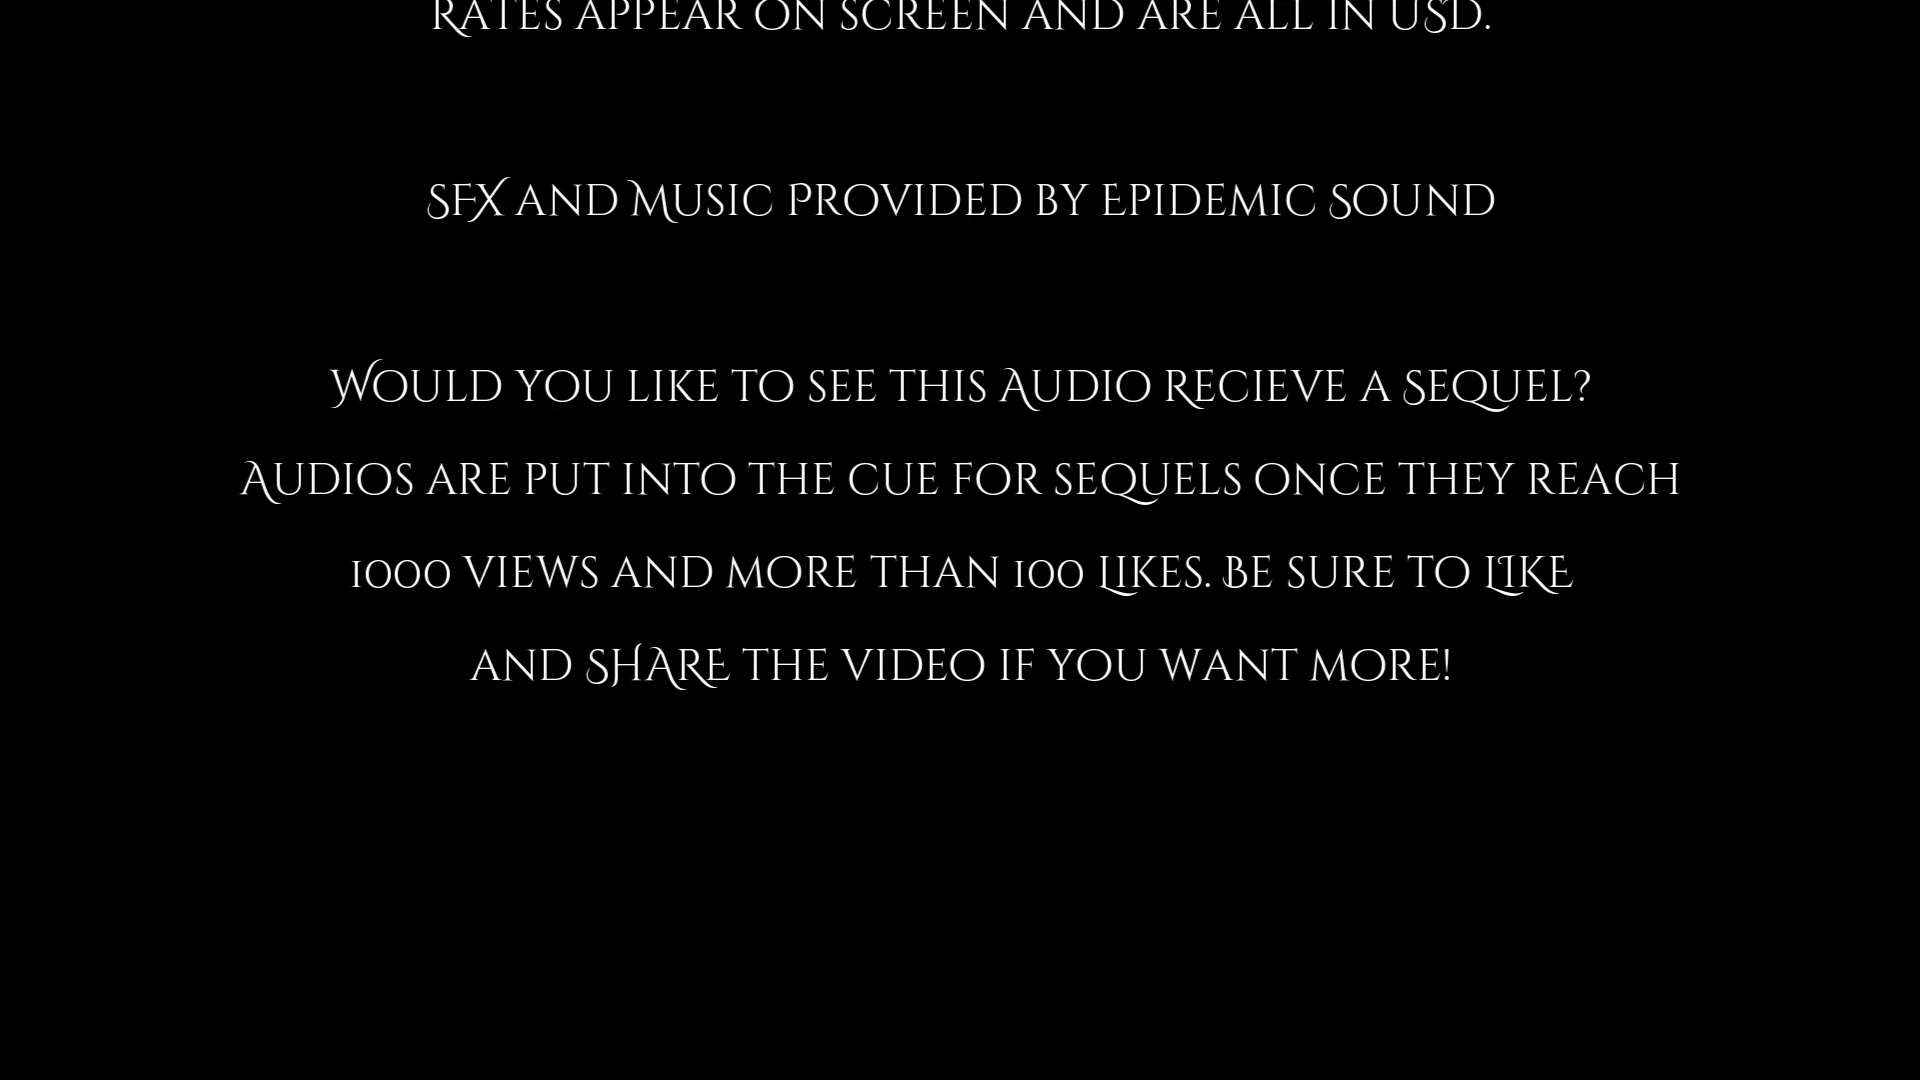 Rates appear on screen and are all in USD.
SFX and Music Provided by Epidemic Sound
Would you like to see this Audio Recieve a Sequel?
Audios are put into the cue for sequels once they reach
1000 views and more than 100 Likes. Be sure to LIKE
and SHARE the video if you want more!